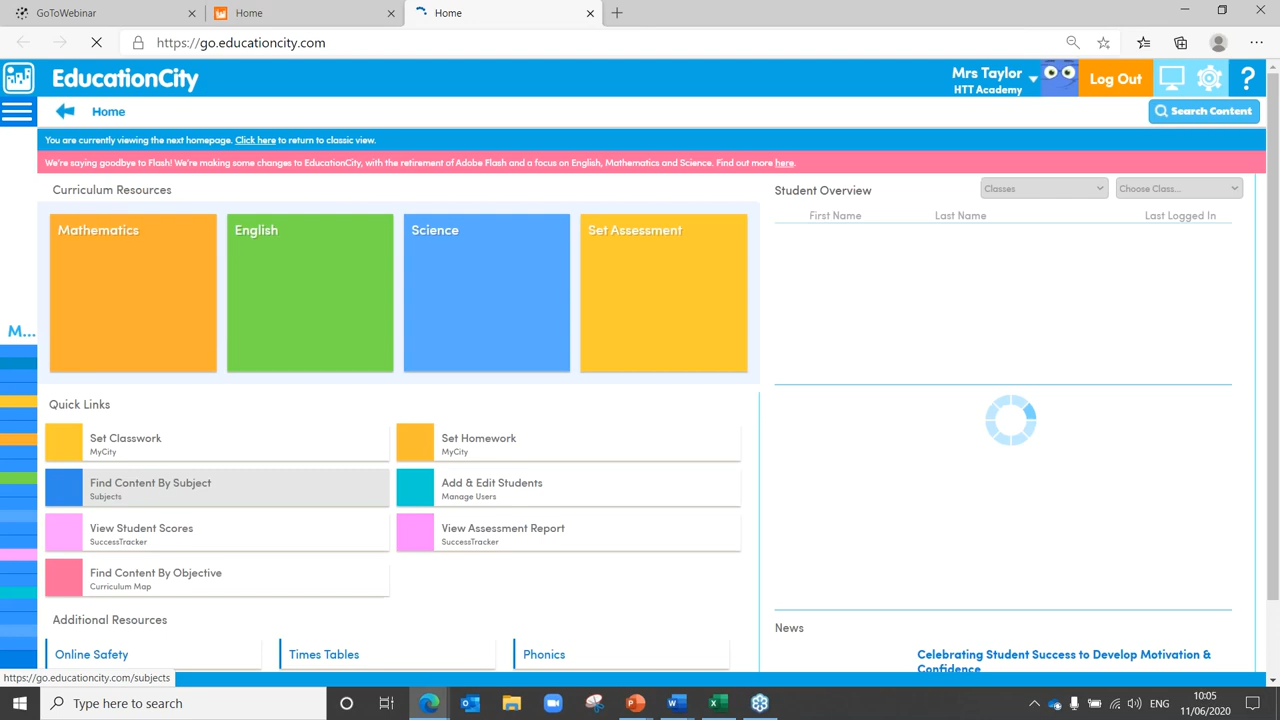 GoToWebinar
Home
Home
https://go.educationcity.com
EducationCity
Mrs Taylor
HTT Academy
Log Out
?
Home
Search Content
You are currently viewing the next homepage. Click here to return to classic view.
We're saying goodbye to Flash! We're making some changes to EducationCity, with the retirement of Adobe Flash and a focus on English, Mathematics and Science. Find out more here.
Curriculum Resources
Mathematics
English
Science
Set Assessment
Student Overview
Classes
Choose Class...
First Name
Last Name
Last Logged In
M...
Quick Links
Set Classwork
MyCity
Set Homework
MyCity
Find Content By Subject
Subjects
Add & Edit Students
Manage Users
View Student Scores
SuccessTracker
View Assessment Report
SuccessTracker
Find Content By Objective
Curriculum Map
Additional Resources
Online Safety
Times Tables
Phonics
News
Celebrating Student Success to Develop Motivation &
Confidence
https://go.educationcity.com/subjects
Type here to search
ENG
10:05
11/06/2020